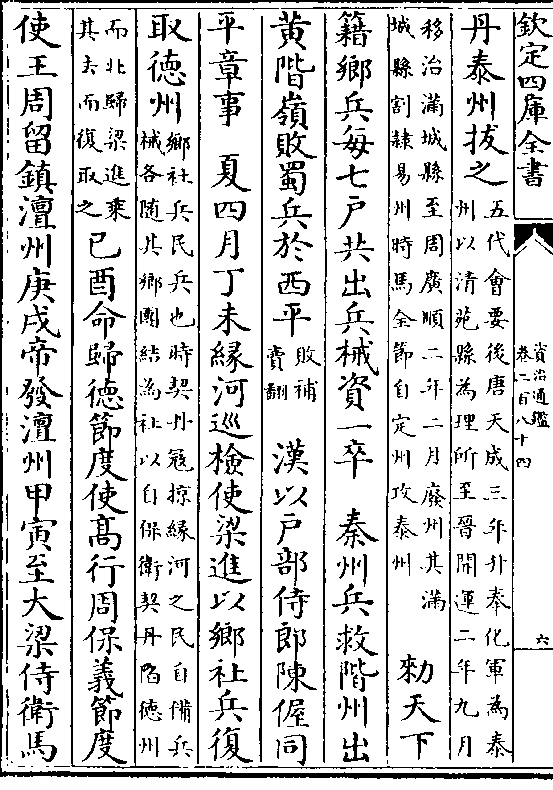 欽定四庫全書
資治通鑑
卷二百八十四
六
丹泰州拔之
五代會要後唐天成三年升奉化軍為泰
州以清苑縣為理所至晉開運二年九月
移治滿城縣至周廣順二年二月廢州其滿
城縣割隸易州時馬全節自定州攻泰州
勑天下
籍鄉兵每七戶共出兵械資一卒　秦州兵救階州出
黃階嶺敗蜀兵於西平
敗補
賣翻
漢以戶部侍郎陳偓同
平章事　夏四月丁未緣河巡檢使梁進以鄉社兵復
取德州
鄉社兵民兵也時契丹寇掠緣河之民自備兵
械各隨其鄉團結為社以自保衛契丹陷德州
而北歸梁進乘
其去而復取之
已酉命歸德節度使髙行周保義節度
使王周留鎮澶州庚戌帝發澶州甲寅至大梁侍衛馬